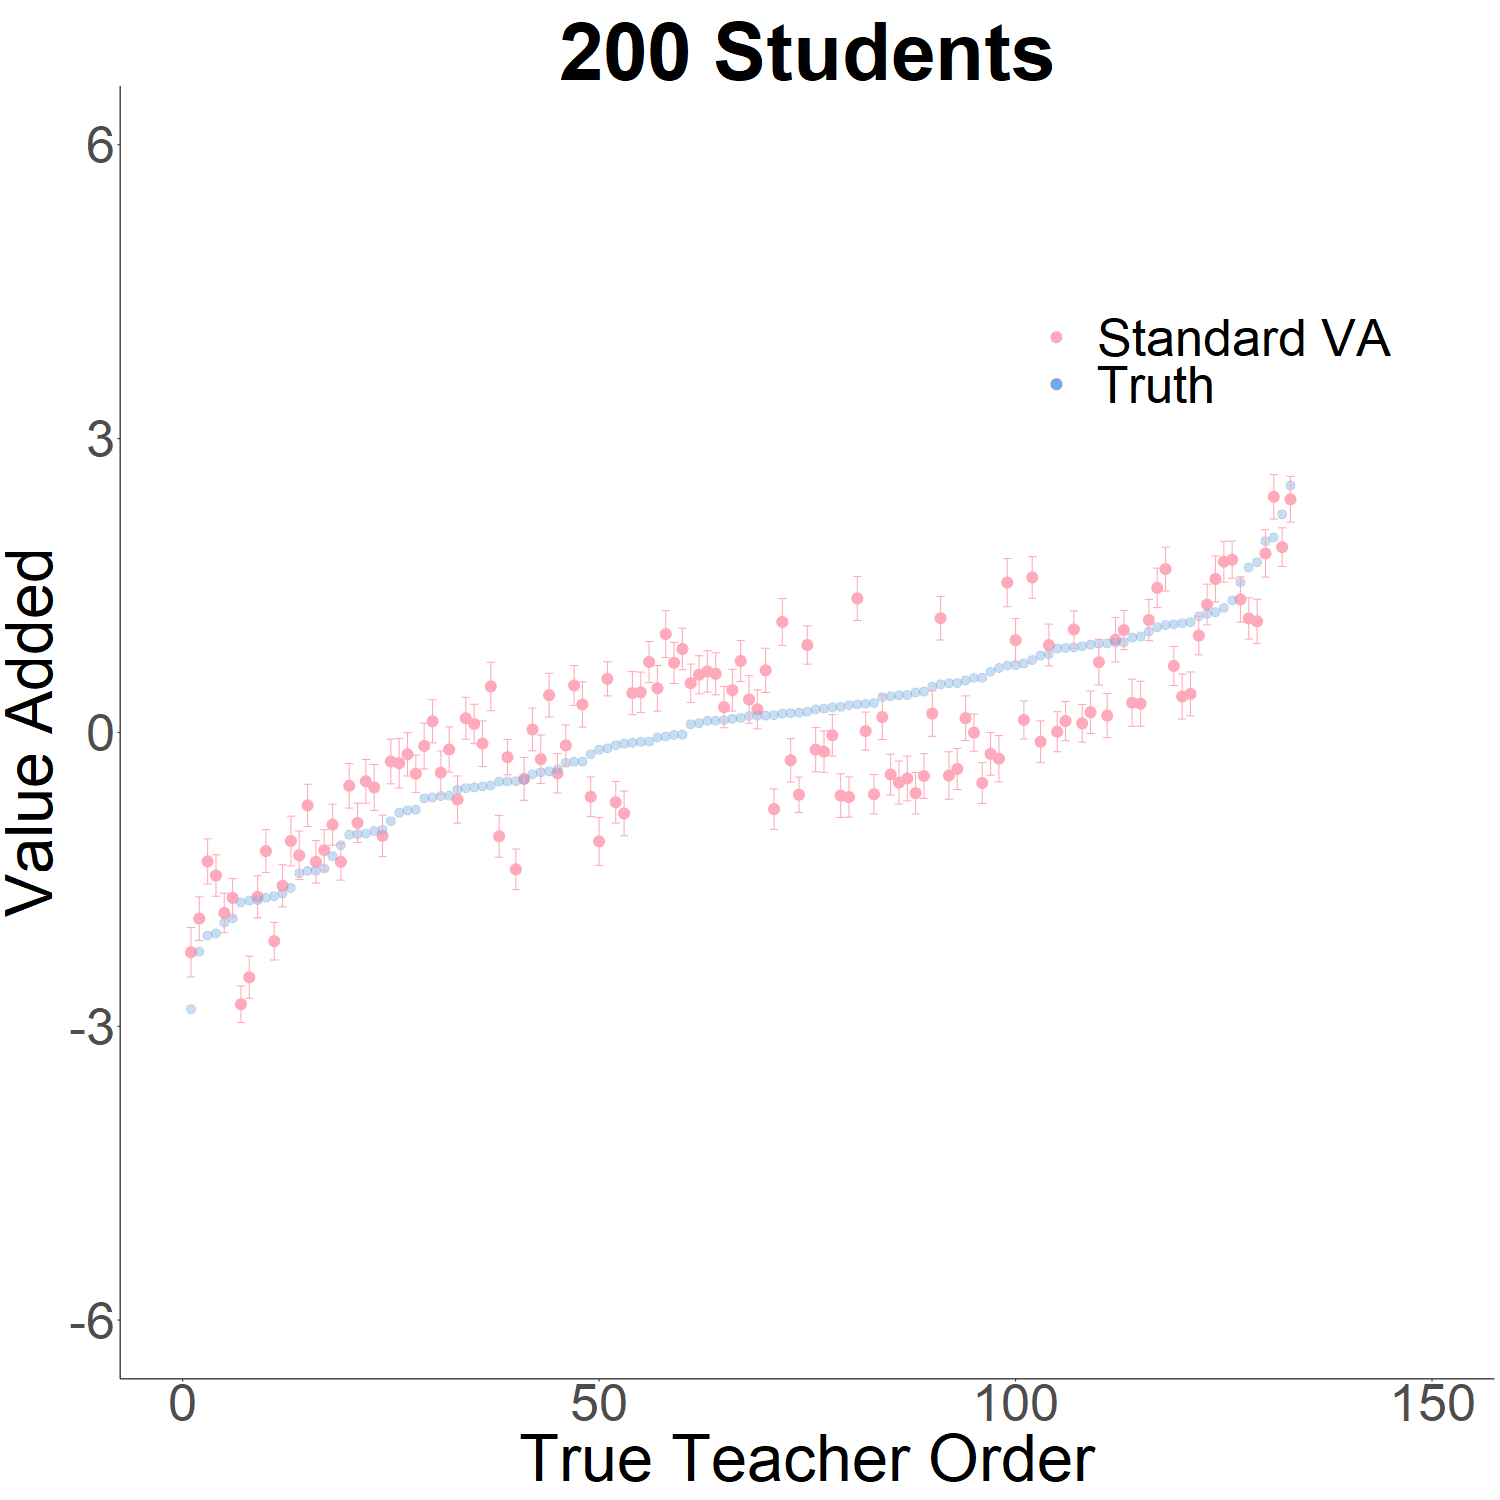 200 Students
6
3
0
-3
-6
Value Added
Standard VA
Truth
0 50 100 150
True Teacher Order